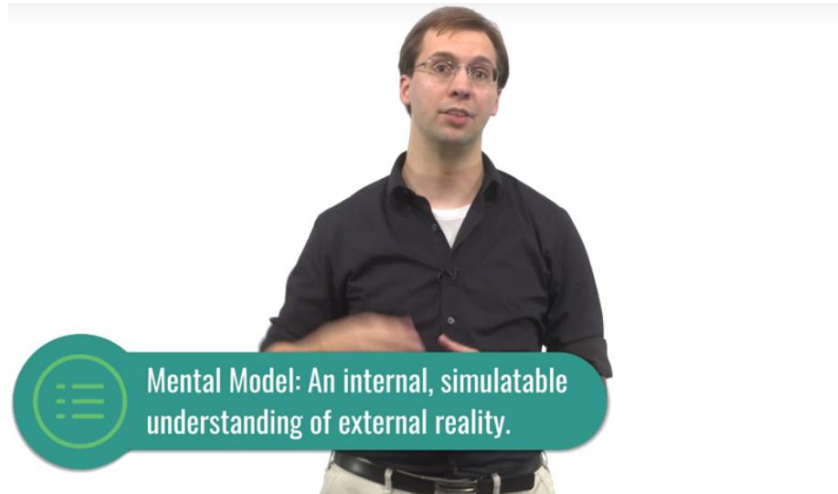 Mental Model: An internal, simulatable
understanding of external reality.